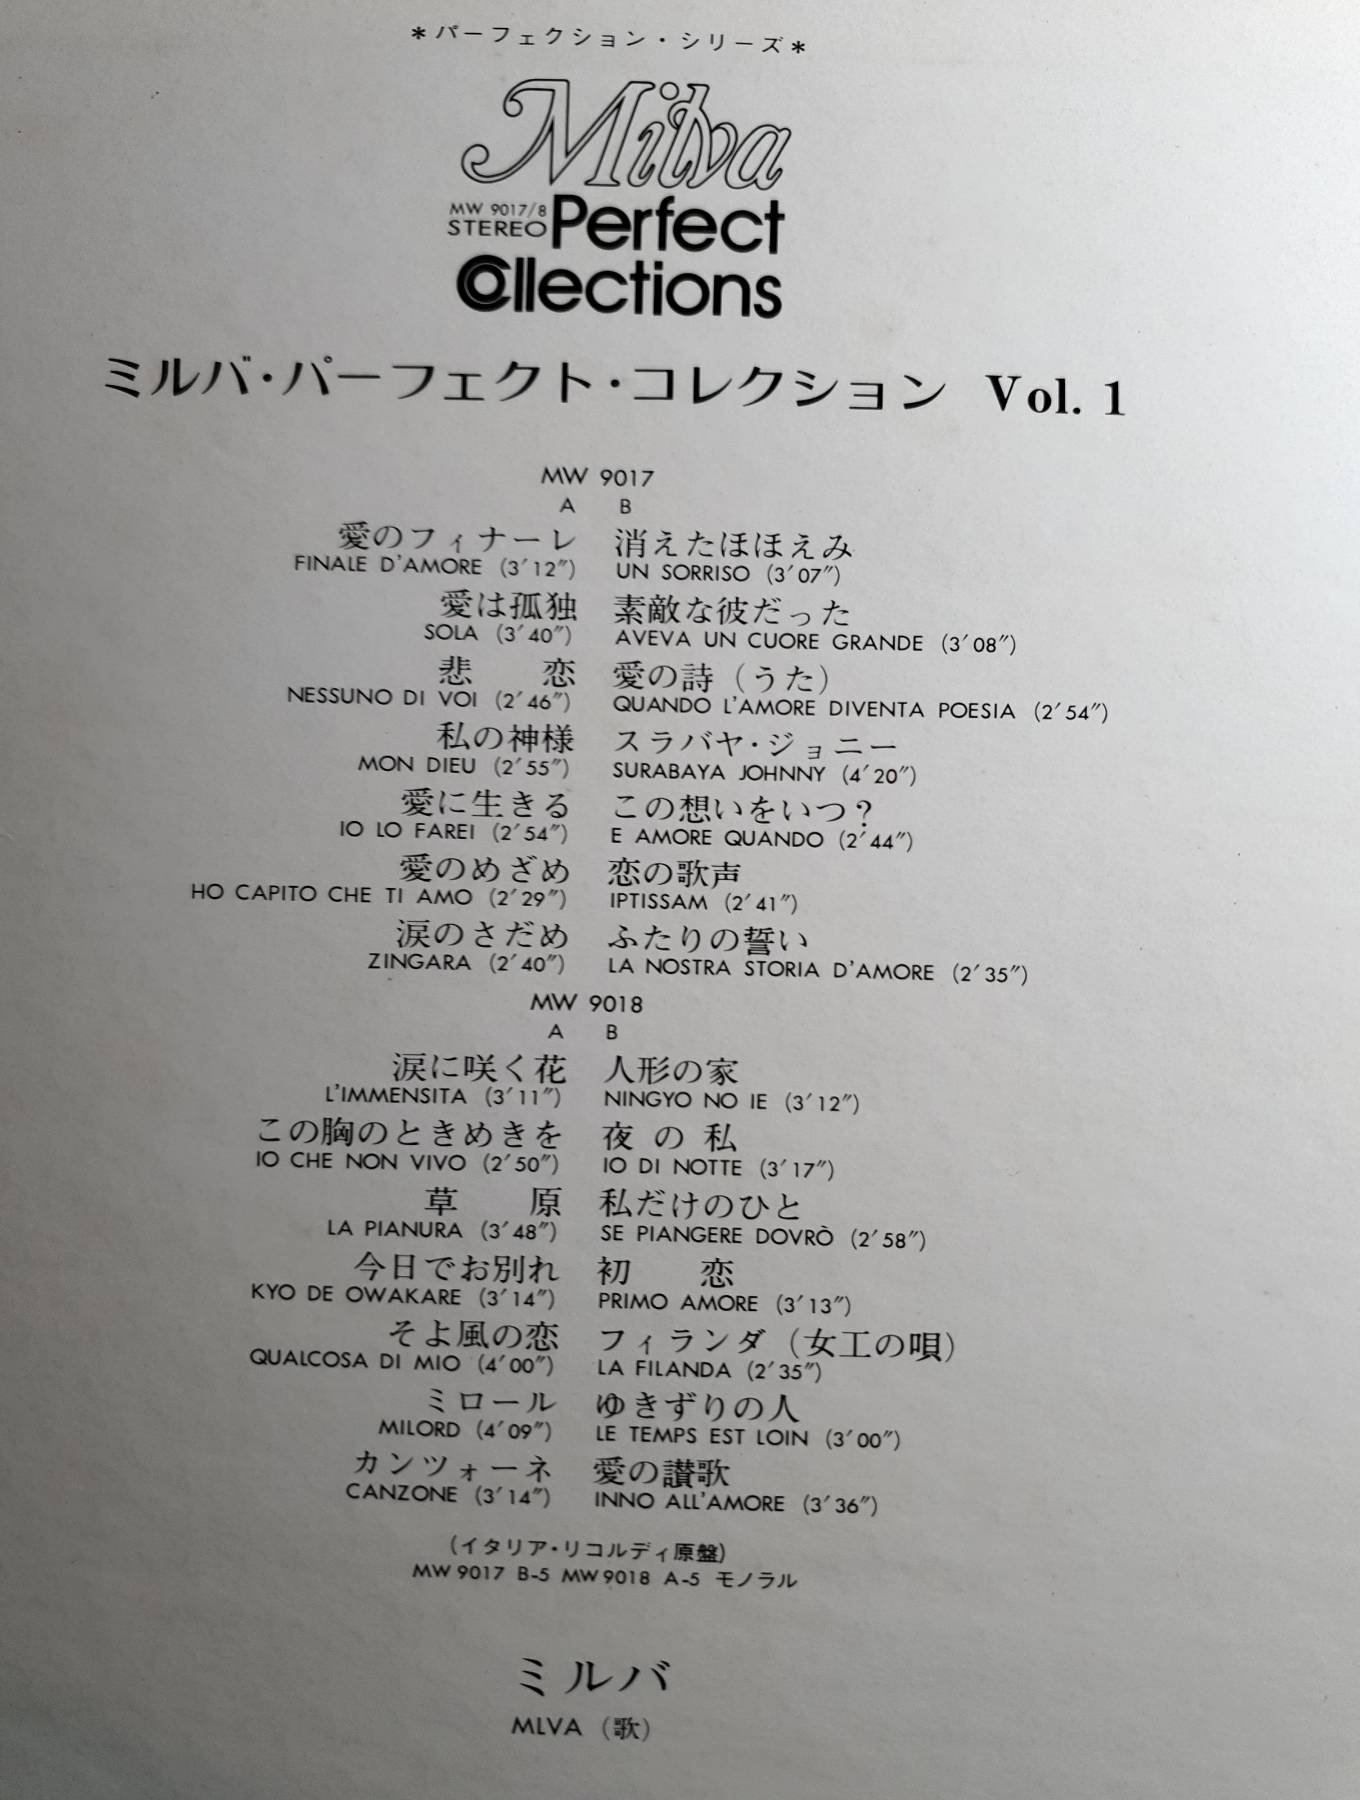 *パーフェクション・シリーズ*
Milva
MW 9017/8
STEREO
Perfect
Collections
ミルバ・パーフェクト・コレクション Vol. 1
MW 9017
A B
愛のフィナーレ 消えたほほえみ
FINALE D'AMORE (3′12″) UN SORRISO (3′07″)
愛は孤独 素敵な彼だった
SOLA (3′40″) AVEVA UN CUORE GRANDE (3′08″)
悲 恋 愛の詩（うた）
NESSUNO DI VOI (2′46″) QUANDO L'AMORE DIVENTA POESIA (2′54″)
私の神様 スラバヤ・ジョニー
MON DIEU (2′55″) SURABAYA JOHNNY (4′20″)
愛に生きる この想いをいつ？
IO LO FAREI (2′54″) E AMORE QUANDO (2′44″)
愛のめざめ 恋の歌声
HO CAPITO CHE TI AMO (2′29″) IPTISSAM (2′41″)
涙のさだめ ふたりの誓い
ZINGARA (2′40″) LA NOSTRA STORIA D'AMORE (2′35″)
MW 9018
A B
涙に咲く花 人形の家
L'IMMENSITA (3′11″) NINGYO NO IE (3′12″)
この胸のときめきを 夜の私
IO CHE NON VIVO (2′50″) IO DI NOTTE (3′17″)
草 原 私だけのひと
LA PIANURA (3′48″) SE PIANGERE DOVRÒ (2′58″)
今日でお別れ 初 恋
KYO DE OWAKARE (3′14″) PRIMO AMORE (3′13″)
そよ風の恋 フィランダ（女工の唄）
QUALCOSA DI MIO (4′00″) LA FILANDA (2′35″)
ミロール ゆきずりの人
MILORD (4′09″) LE TEMPS EST LOIN (3′00″)
カンツォーネ 愛の讃歌
CANZONE (3′14″) INNO ALL'AMORE (3′36″)
(イタリア・リコルディ原盤)
MW 9017 B-5 MW 9018 A-5 モノラル
ミルバ
MLVA (歌)